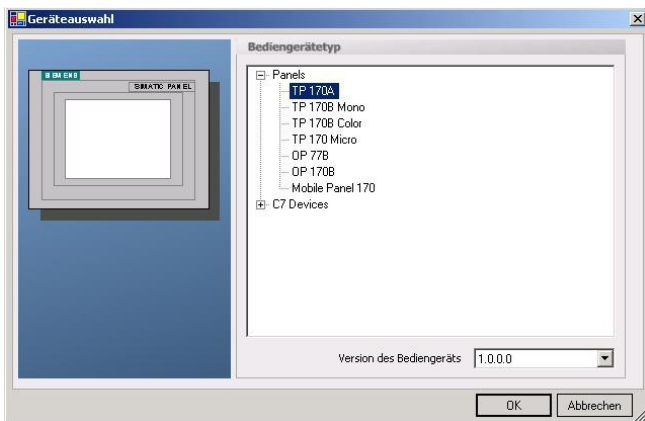 Geräteauswahl
SIEMENS
SIMATIC PANEL
Bediengerätetyp
Panels
TP 170A
TP 170B Mono
TP 170B Color
TP 170 Micro
OP 77B
OP 170B
Mobile Panel 170
C7 Devices
Version des Bediengeräts 1.0.0.0
OK Abbrechen